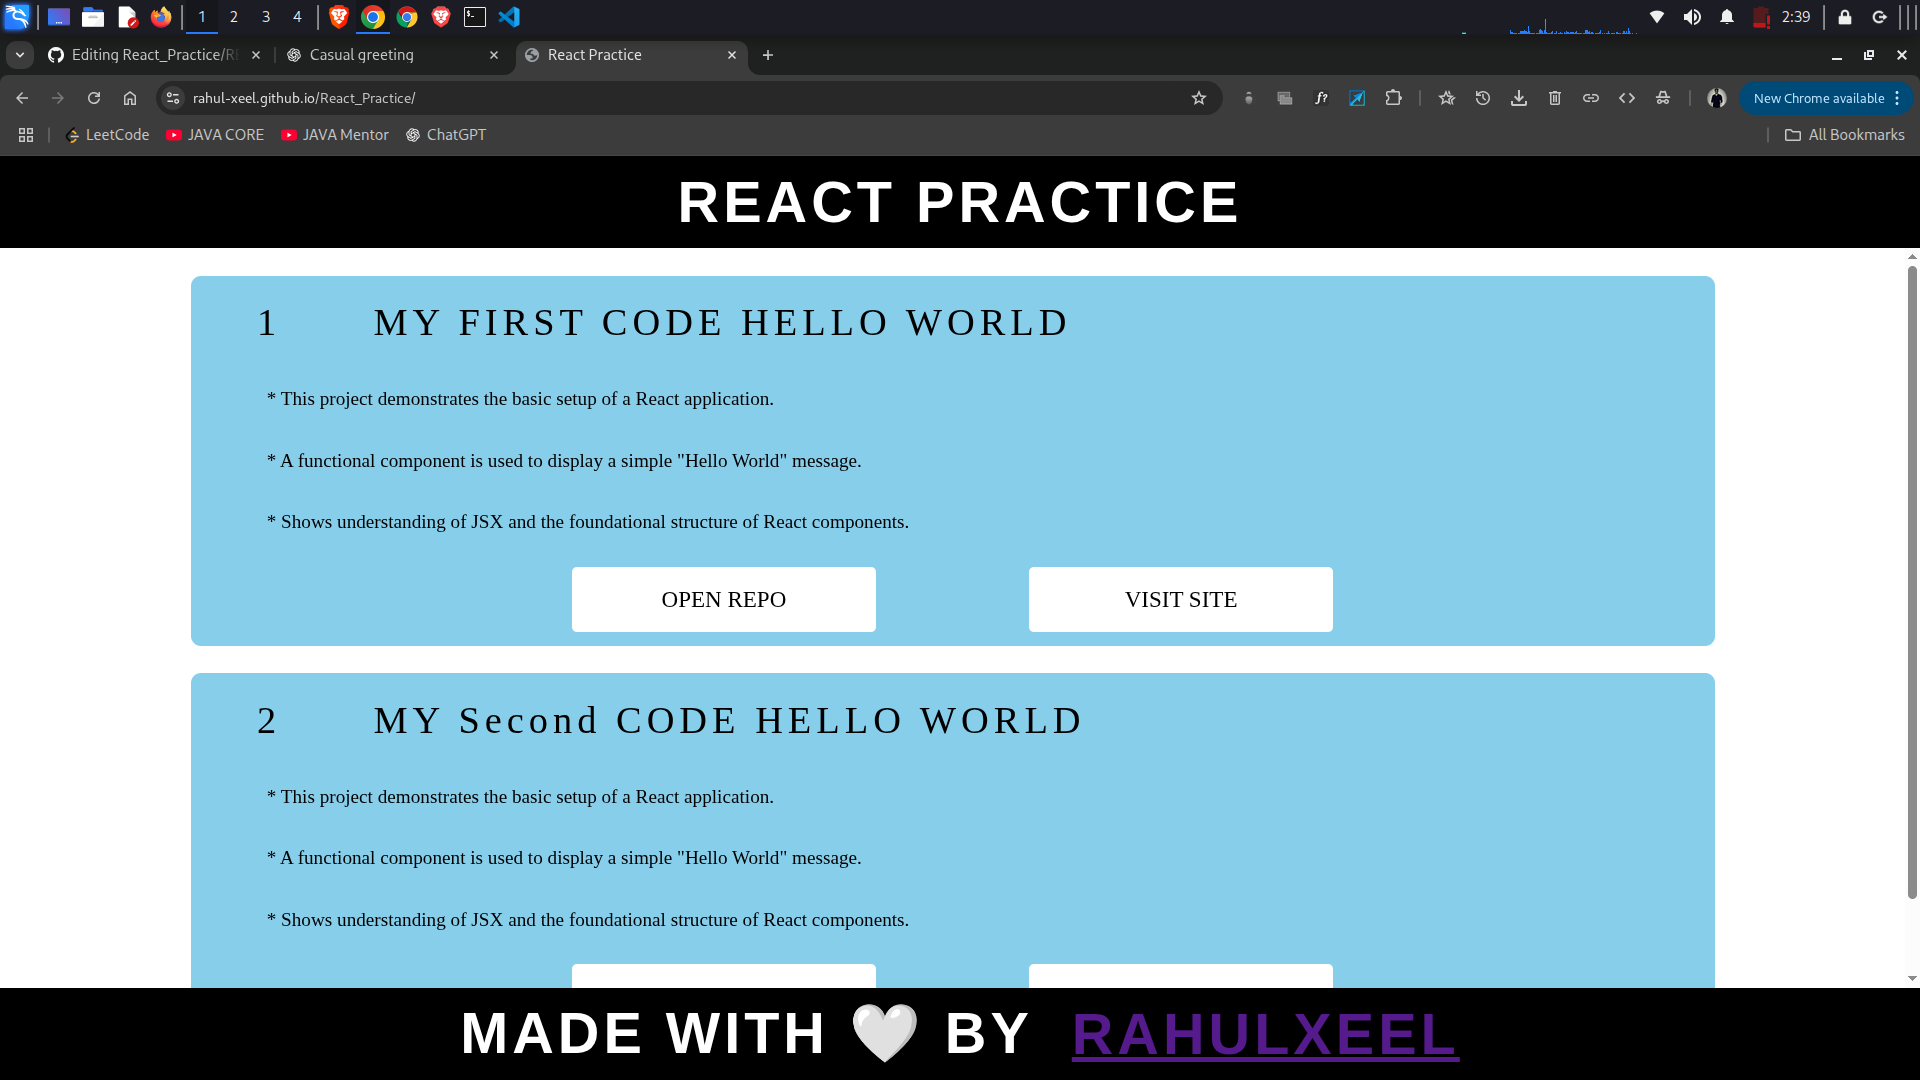 1 2 3 4 2:39
Editing React_Practice/RE Casual greeting React Practice
rahul-xeel.github.io/React_Practice/ New Chrome available
LeetCode JAVA CORE JAVA Mentor ChatGPT All Bookmarks
REACT PRACTICE
1 MY FIRST CODE HELLO WORLD
* This project demonstrates the basic setup of a React application.
* A functional component is used to display a simple "Hello World" message.
* Shows understanding of JSX and the foundational structure of React components.
OPEN REPO VISIT SITE
2 MY Second CODE HELLO WORLD
* This project demonstrates the basic setup of a React application.
* A functional component is used to display a simple "Hello World" message.
* Shows understanding of JSX and the foundational structure of React components.
MADE WITH 🤍 BY RAHULXEEL